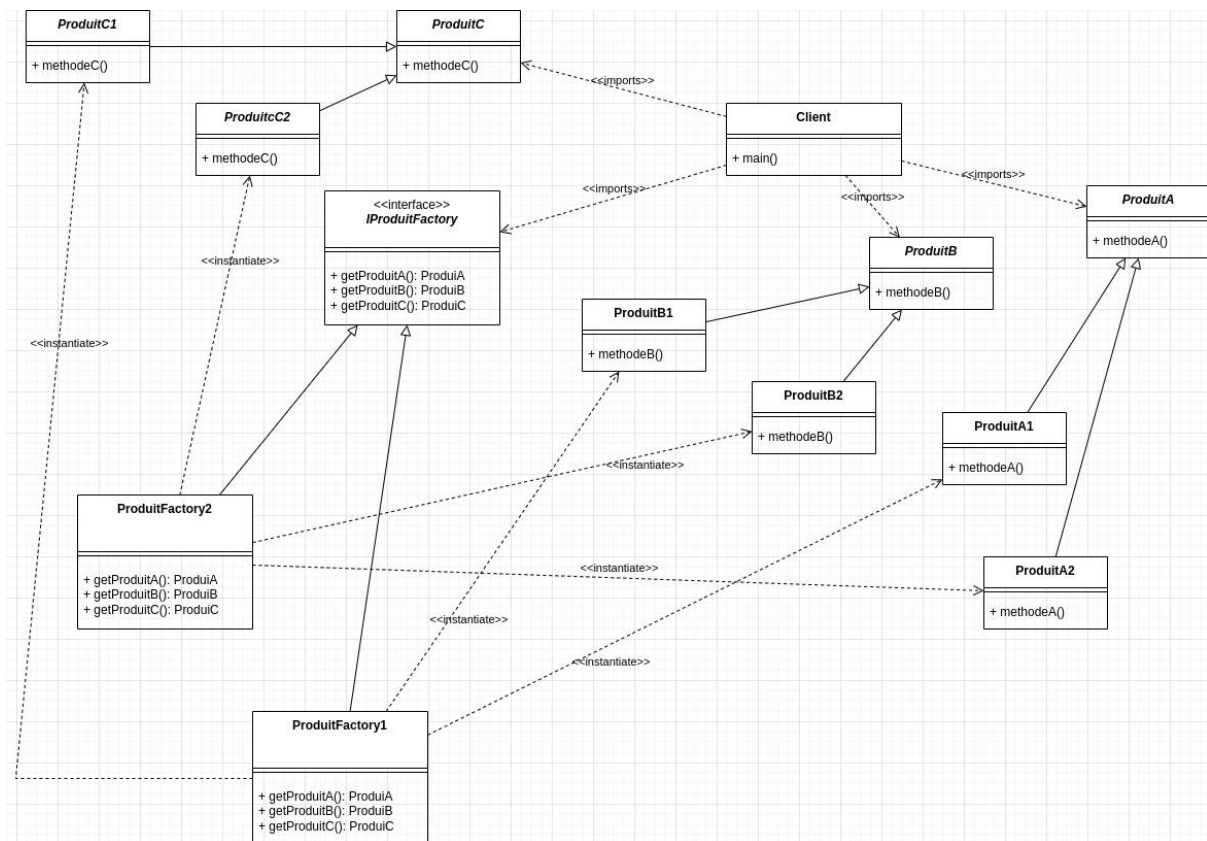 ProduitC1
+ methodeC()
ProduitC
+ methodeC()
<<imports>>
ProduitcC2
+ methodeC()
Client
+ main()
<<imports>>
<<imports>>
<<imports>>
<<interface>>
IProduitFactory
+ getProduitA(): ProduiA
+ getProduitB(): ProduiB
+ getProduitC(): ProduiC
ProduitA
+ methodeA()
ProduitB
+ methodeB()
<<instantiate>>
ProduitB1
+ methodeB()
<<instantiate>>
ProduitB2
+ methodeB()
ProduitA1
+ methodeA()
<<instantiate>>
ProduitFactory2
+ getProduitA(): ProduiA
+ getProduitB(): ProduiB
+ getProduitC(): ProduiC
<<instantiate>>
ProduitA2
+ methodeA()
<<instantiate>>
<<instantiate>>
ProduitFactory1
+ getProduitA(): ProduiA
+ getProduitB(): ProduiB
+ getProduitC(): ProduiC